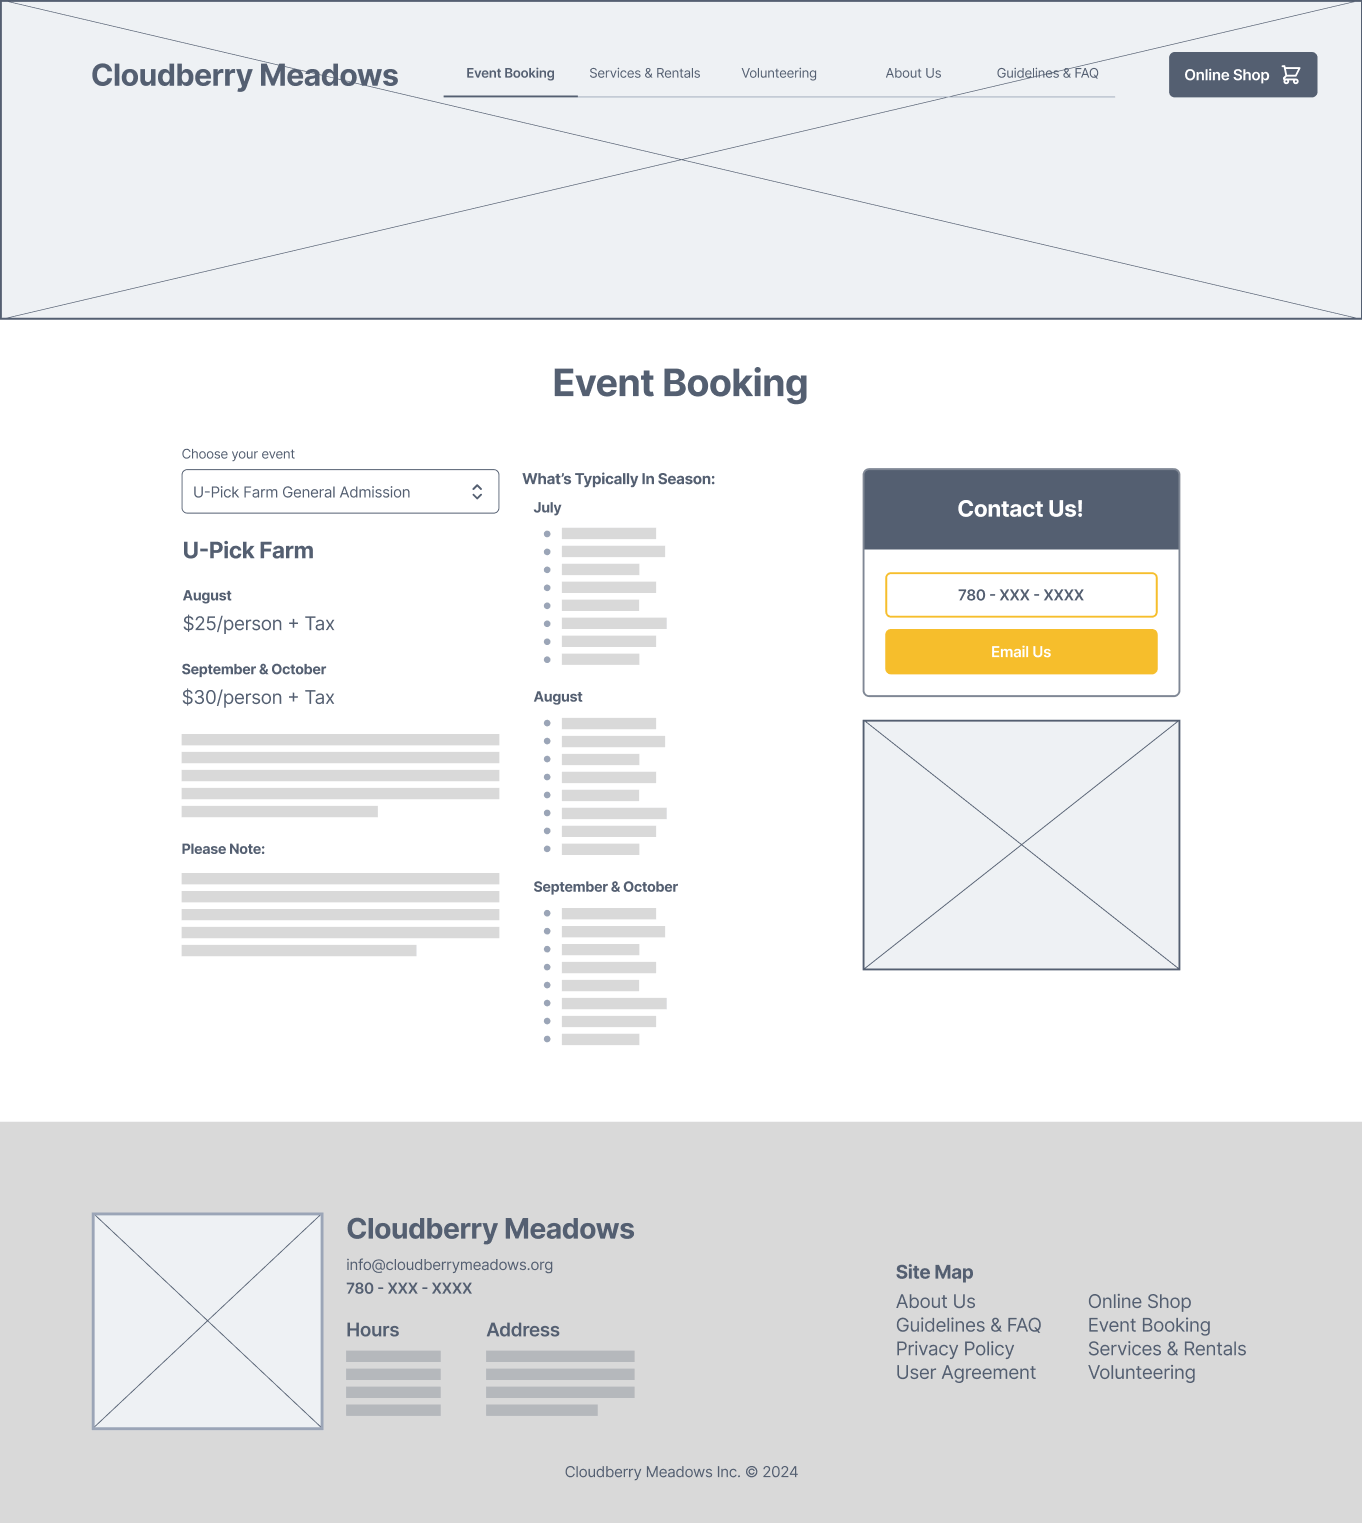 Cloudberry Meadows
Event Booking
Services & Rentals
Volunteering
About Us
Guidelines & FAQ
Online Shop
Event Booking
Choose your event
U-Pick Farm General Admission
U-Pick Farm
August
$25/person + Tax
September & October
$30/person + Tax
Please Note:
What's Typically In Season:
July
August
September & October
Contact Us!
780 - XXX - XXXX
Email Us
Cloudberry Meadows
info@cloudberrymeadows.org
780 - XXX - XXXX
Hours
Address
Site Map
About Us
Guidelines & FAQ
Privacy Policy
User Agreement
Online Shop
Event Booking
Services & Rentals
Volunteering
Cloudberry Meadows Inc. © 2024